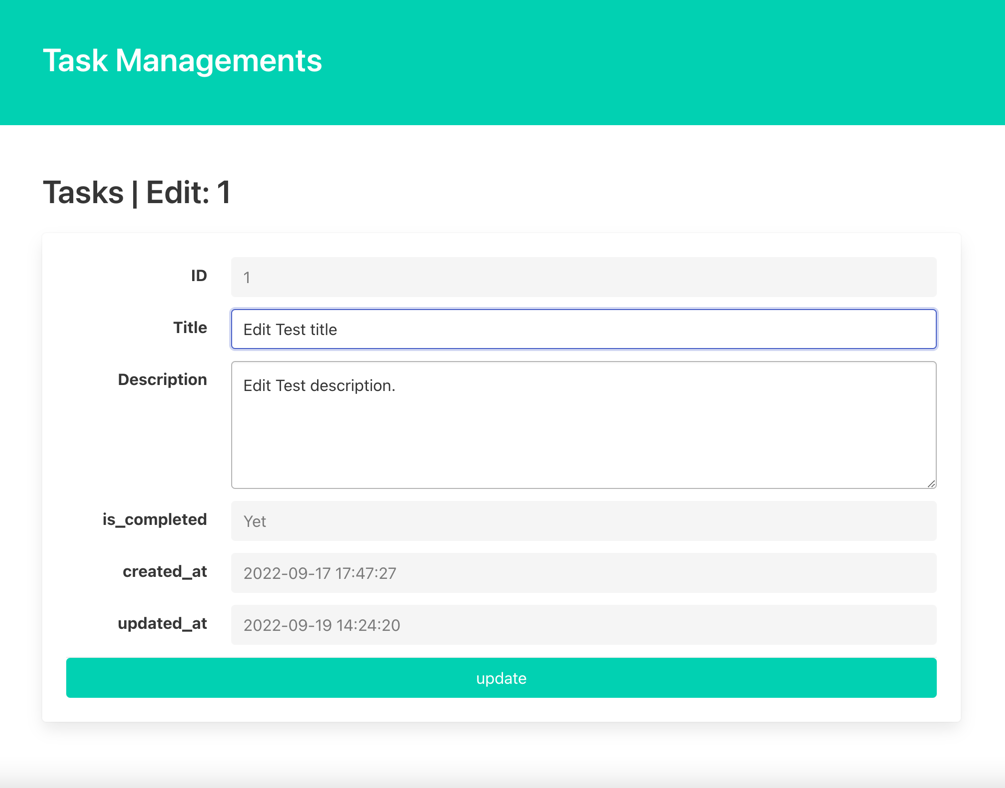 Task Managements
Tasks | Edit: 1
ID 1
Title Edit Test title
Description Edit Test description.
is_completed Yet
created_at 2022-09-17 17:47:27
updated_at 2022-09-19 14:24:20
update